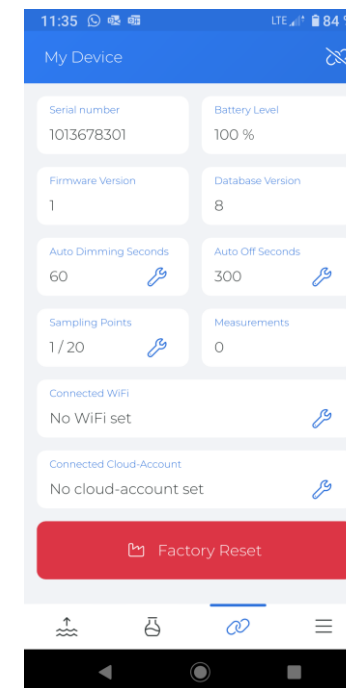 11:35 LTE 84 %
My Device
Serial number
1013678301
Battery Level
100 %
Firmware Version
1
Database Version
8
Auto Dimming Seconds
60
Auto Off Seconds
300
Sampling Points
1 / 20
Measurements
0
Connected WiFi
No WiFi set
Connected Cloud-Account
No cloud-account set
Factory Reset